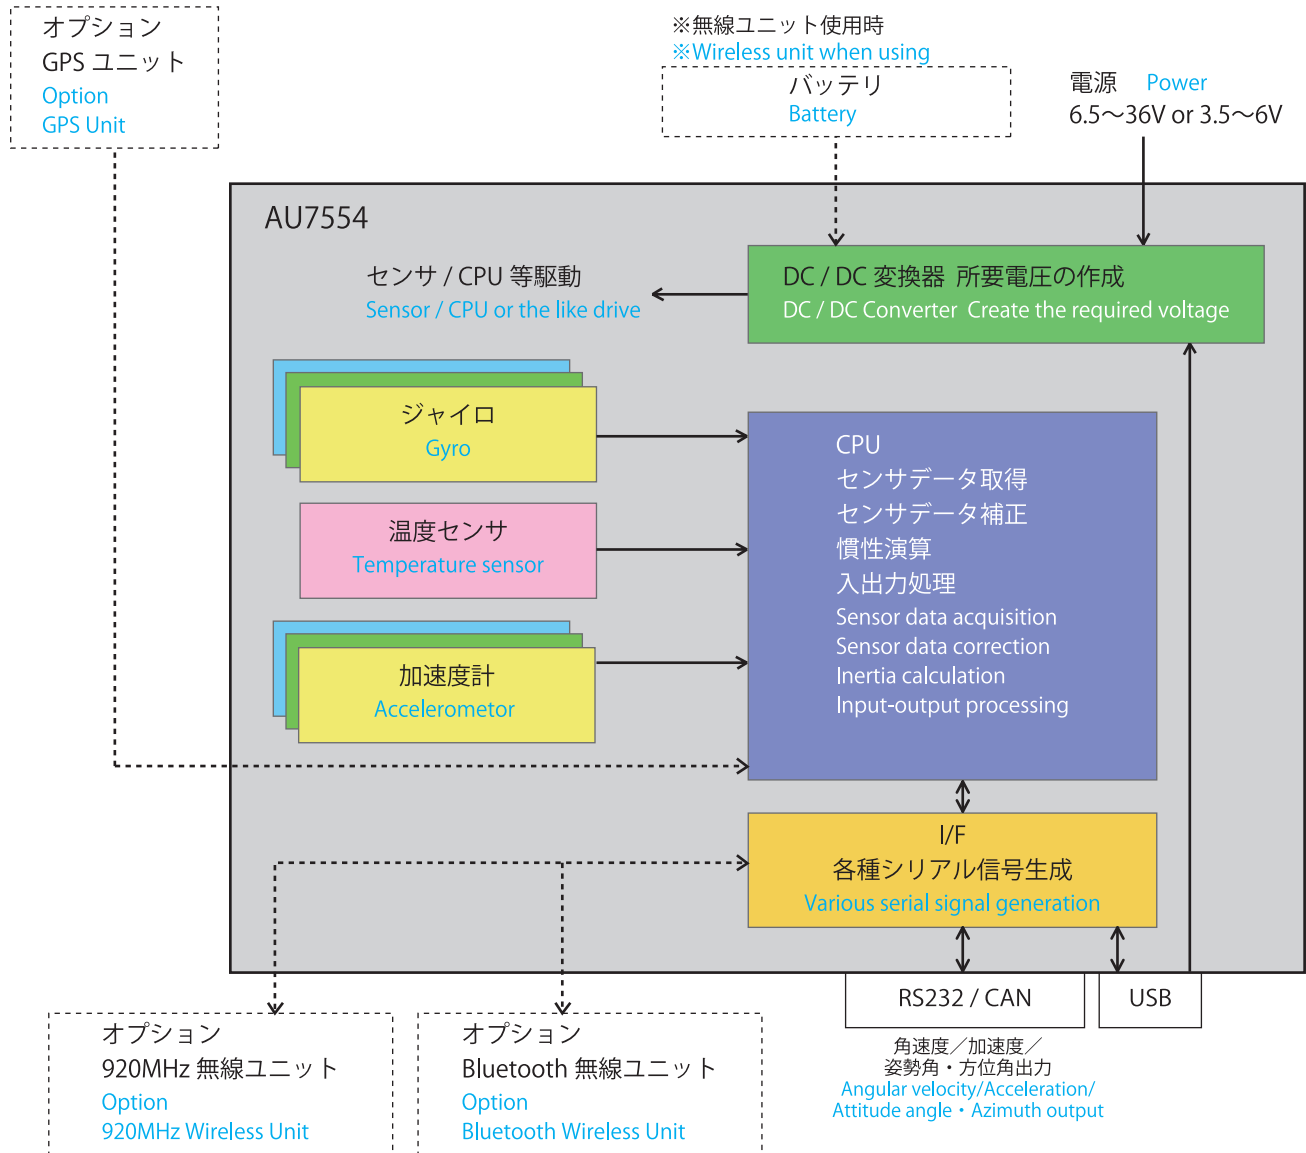 オプション
GPS ユニット
Option
GPS Unit
※無線ユニット使用時
※Wireless unit when using
バッテリ
Battery
電源 Power
6.5～36V or 3.5～6V
AU7554
センサ / CPU 等駆動
Sensor / CPU or the like drive
DC / DC 変換器 所要電圧の作成
DC / DC Converter Create the required voltage
ジャイロ
Gyro
温度センサ
Temperature sensor
加速度計
Accelerometor
CPU
センサデータ取得
センサデータ補正
慣性演算
入出力処理
Sensor data acquisition
Sensor data correction
Inertia calculation
Input-output processing
I/F
各種シリアル信号生成
Various serial signal generation
RS232 / CAN
USB
角速度／加速度／
姿勢角・方位角出力
Angular velocity/Acceleration/
Attitude angle・Azimuth output
オプション
920MHz 無線ユニット
Option
920MHz Wireless Unit
オプション
Bluetooth 無線ユニット
Option
Bluetooth Wireless Unit